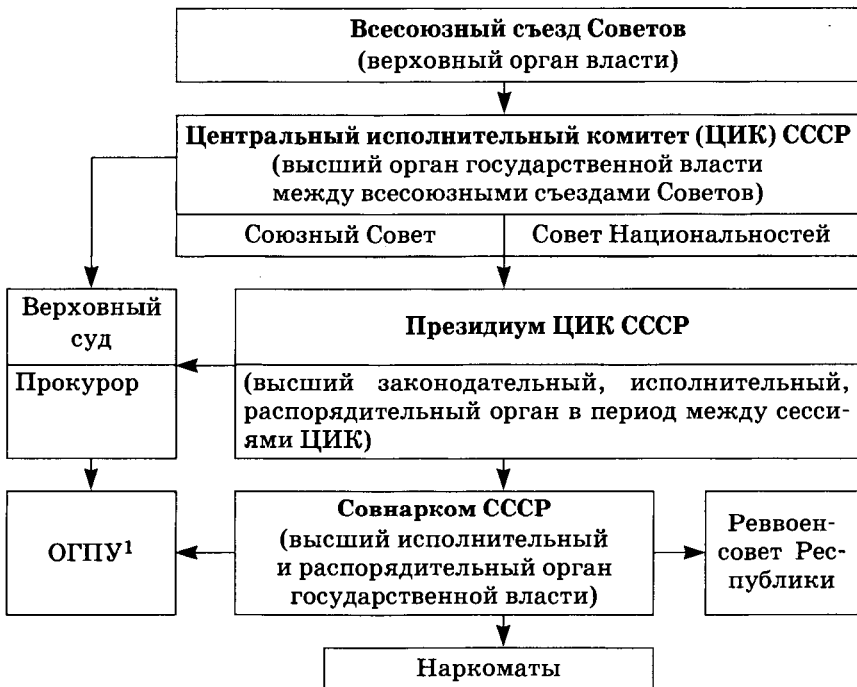 Всесоюзный съезд Советов
(верховный орган власти)
Центральный исполнительный комитет (ЦИК) СССР
(высший орган государственной власти
между всесоюзными съездами Советов)
Союзный Совет
Совет Национальностей
Верховный
суд
Прокурор
Президиум ЦИК СССР
(высший законодательный, исполнительный,
распорядительный орган в период между сесси-
ями ЦИК)
ОГПУ¹
Совнарком СССР
(высший исполнительный
и распорядительный орган
государственной власти)
Реввоен-
совет Рес-
публики
Наркоматы